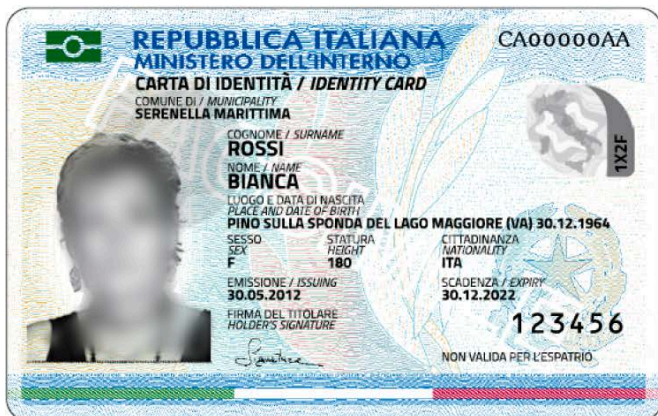 REPUBBLICA ITALIANA
CA00000AA
MINISTERO DELL'INTERNO
CARTA DI IDENTITÀ / IDENTITY CARD
COMUNE DI / MUNICIPALITY
SERENELLA MARITTIMA
COGNOME / SURNAME
ROSSI
1X2F
NOME / NAME
BIANCA
LUOGO E DATA DI NASCITA
PLACE AND DATE OF BIRTH
PINO SULLA SPONDA DEL LAGO MAGGIORE (VA) 30.12.1964
SESSO STATURA CITTADINANZA
SEX HEIGHT NATIONALITY
F 180 ITA
EMISSIONE / ISSUING SCADENZA / EXPIRY
30.05.2012 30.12.2022
FIRMA DEL TITOLARE
HOLDER'S SIGNATURE
123456
NON VALIDA PER L'ESPATRIO